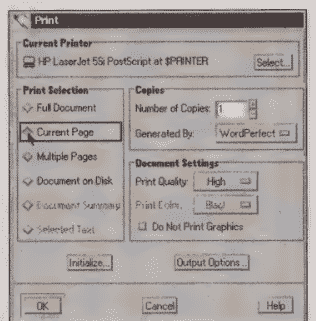 Print
Current Printer
HP LaserJet 5Si PostScript at $PRINTER
Select...
Print Selection
Full Document
Current Page
Multiple Pages
Document on Disk
Document Summary
Selected Text
Copies
Number of Copies: 1
Generated By: WordPerfect
Document Settings
Print Quality: High
Print Color:
Do Not Print Graphics
Initialize...
Output Options...
OK
Cancel
Help